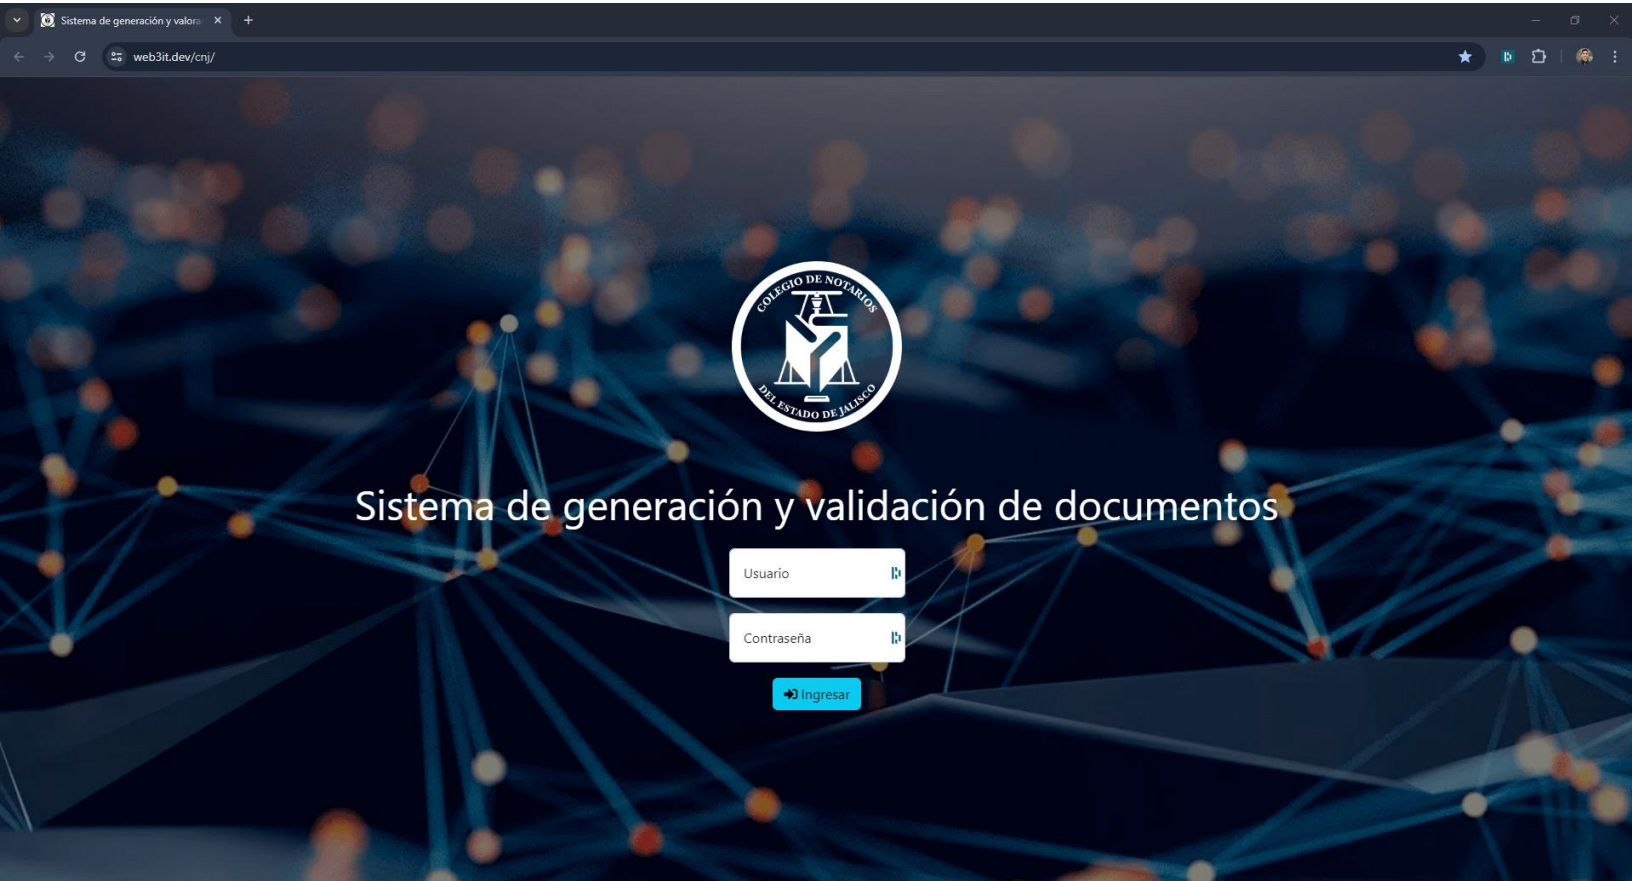 Sistema de generación y valora
web3it.dev/cnj/
COLEGIO DE NOTARIOS
DEL ESTADO DE JALISCO
Sistema de generación y validación de documentos
Usuario
Contraseña
Ingresar